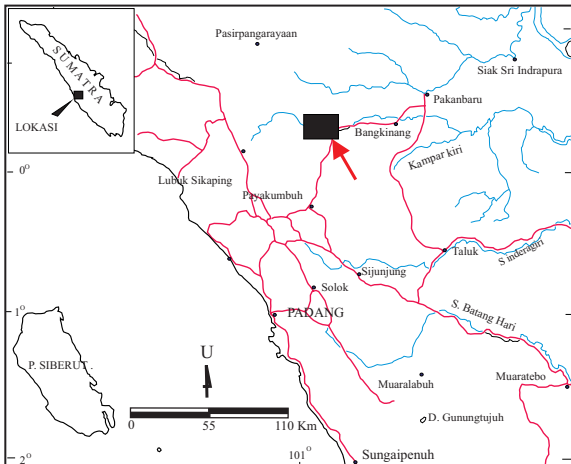 Pasirpangarayaan
SUMATRA
Siak Sri Indrapura
LOKASI
Pakanbaru
Bangkinang
Kampar kiri
0°
Lubuk Sikaping
Payakumbuh
Taluk
S inderagiri
Sijunjung
Solok
S. Batang Hari
1°
PADANG
U
P. SIBERUT .
Muaralabuh
Muaratebo
0 55 110 Km
D. Gunungtujuh
2°
101°
Sungaipenuh